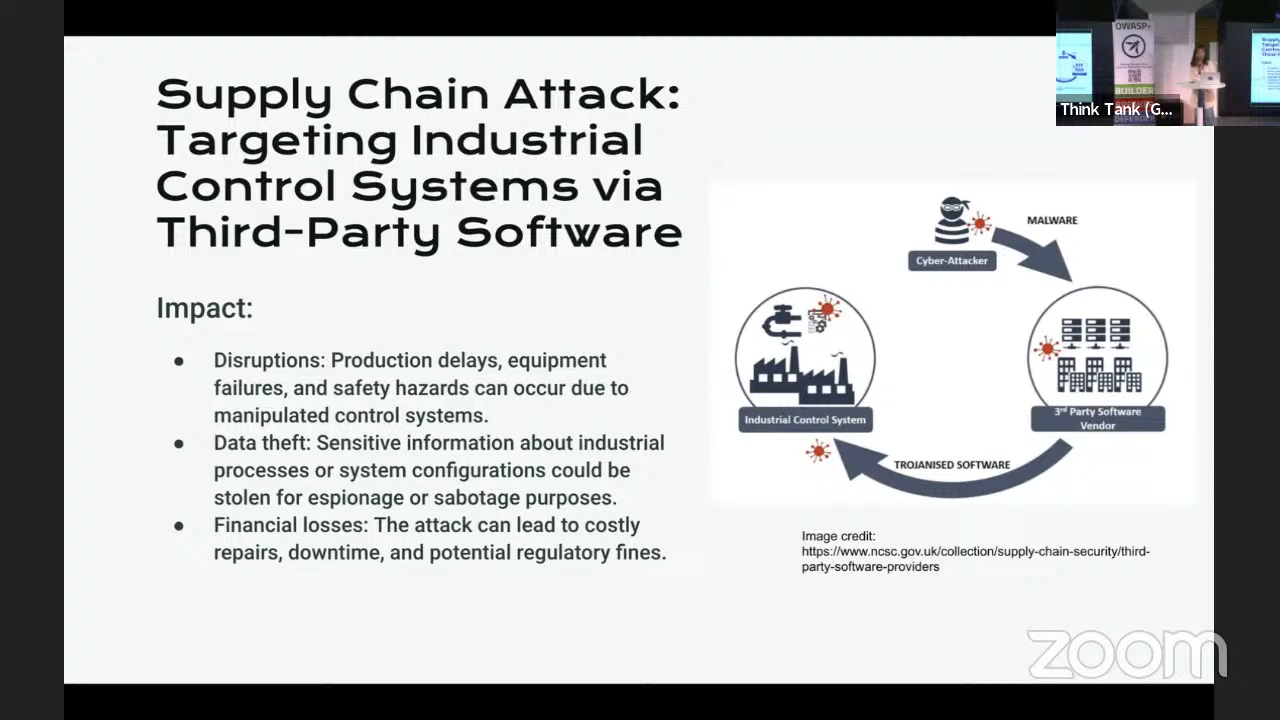 Supply Chain Attack:
Targeting Industrial
Control Systems via
Third-Party Software
Impact:
● Disruptions: Production delays, equipment
failures, and safety hazards can occur due to
manipulated control systems.
● Data theft: Sensitive information about industrial
processes or system configurations could be
stolen for espionage or sabotage purposes.
● Financial losses: The attack can lead to costly
repairs, downtime, and potential regulatory fines.
MALWARE
Cyber-Attacker
Industrial Control System
3rd Party Software
Vendor
TROJANISED SOFTWARE
Image credit:
https://www.ncsc.gov.uk/collection/supply-chain-security/third-
party-software-providers
OWASP
BUILDER
DEFENDER
Think Tank (G...
zoom